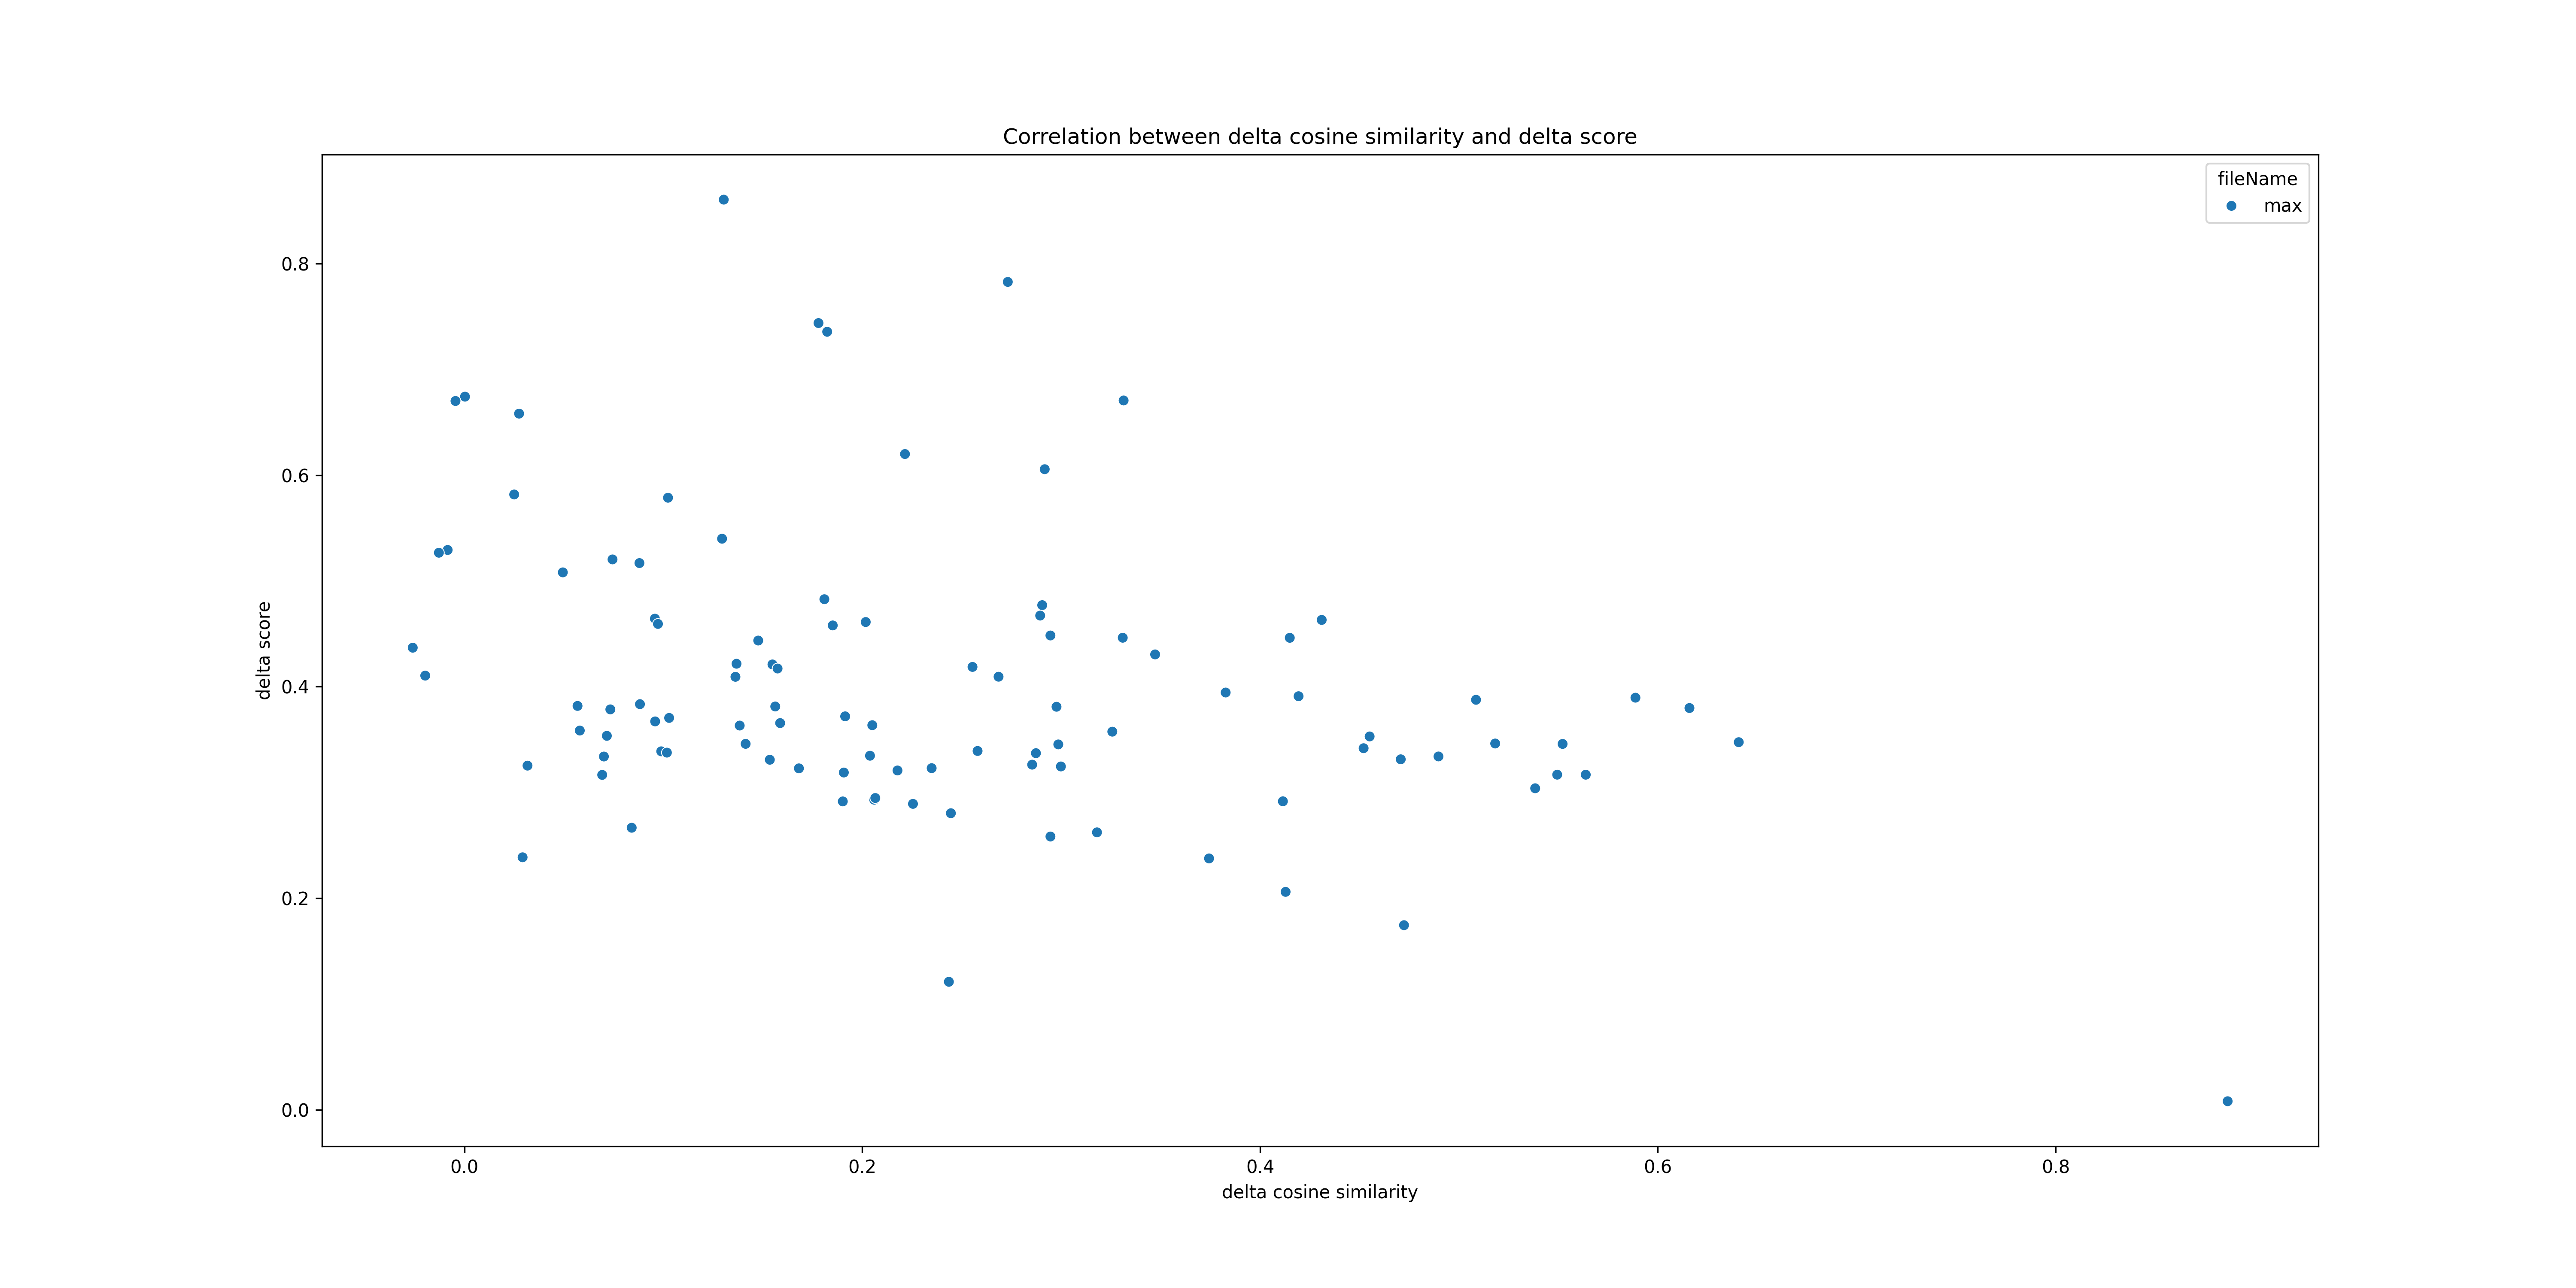 Correlation between delta cosine similarity and delta score
fileName
max
0.8
0.6
0.4
0.2
0.0
delta score
0.0 0.2 0.4 0.6 0.8
delta cosine similarity